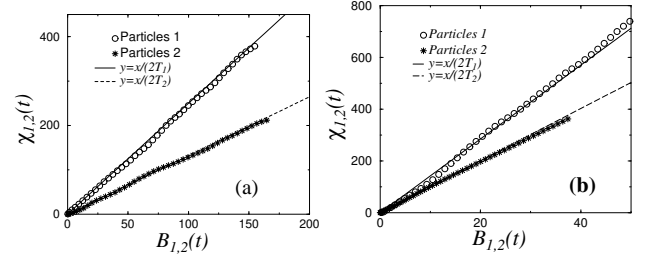 400
200
0
χ1,2(t)
Particles 1
Particles 2
y=x/(2T1)
y=x/(2T2)
(a)
0 50 100 150 200
B1,2(t)
800
600
400
200
0
χ1,2(t)
Particles 1
Particles 2
y=x/(2T1)
y=x/(2T2)
(b)
0 20 40
B1,2(t)